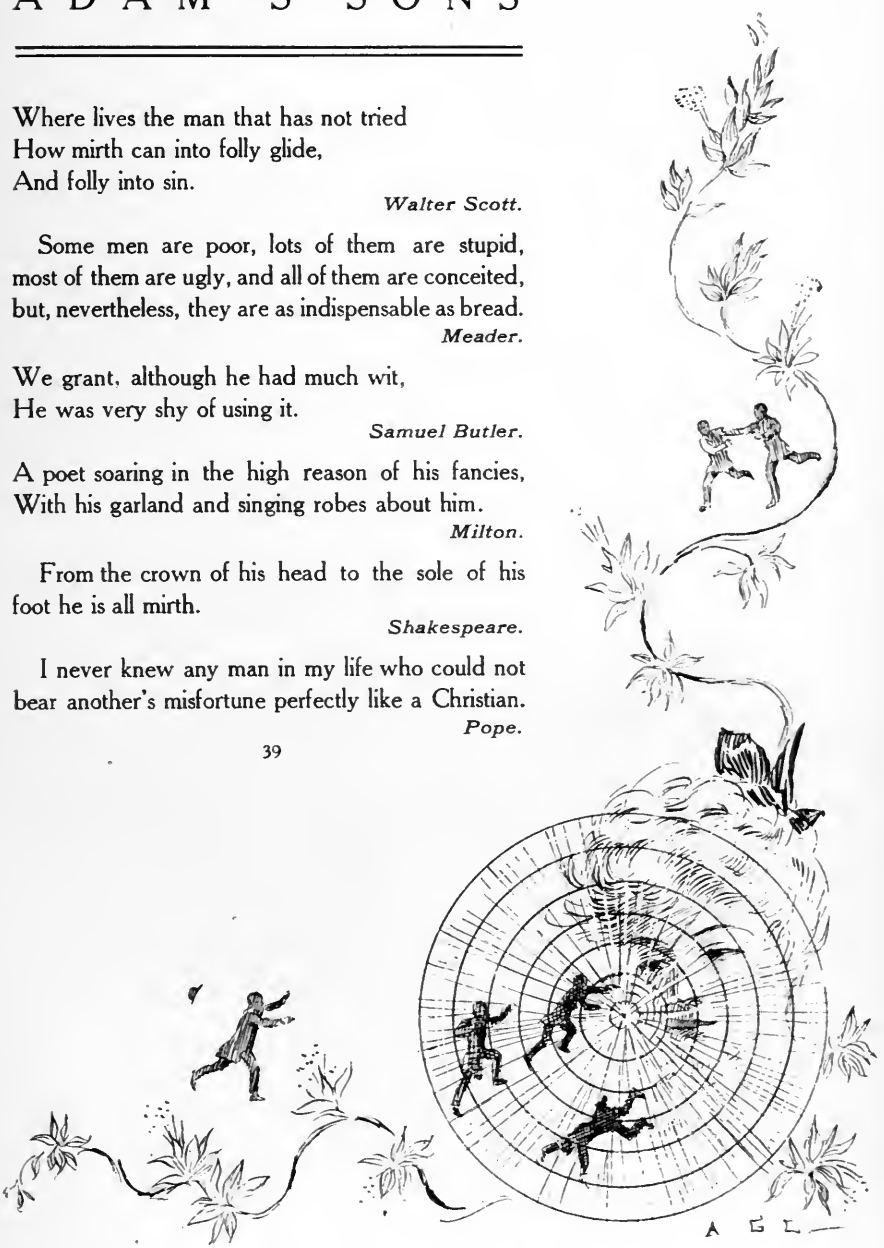 ADAM'S SONS
Where lives the man that has not tried
How mirth can into folly glide,
And folly into sin.
Walter Scott.
Some men are poor, lots of them are stupid,
most of them are ugly, and all of them are conceited,
but, nevertheless, they are as indispensable as bread.
Meader.
We grant, although he had much wit,
He was very shy of using it.
Samuel Butler.
A poet soaring in the high reason of his fancies,
With his garland and singing robes about him.
Milton.
From the crown of his head to the sole of his
foot he is all mirth.
Shakespeare.
I never knew any man in my life who could not
bear another's misfortune perfectly like a Christian.
Pope.
39